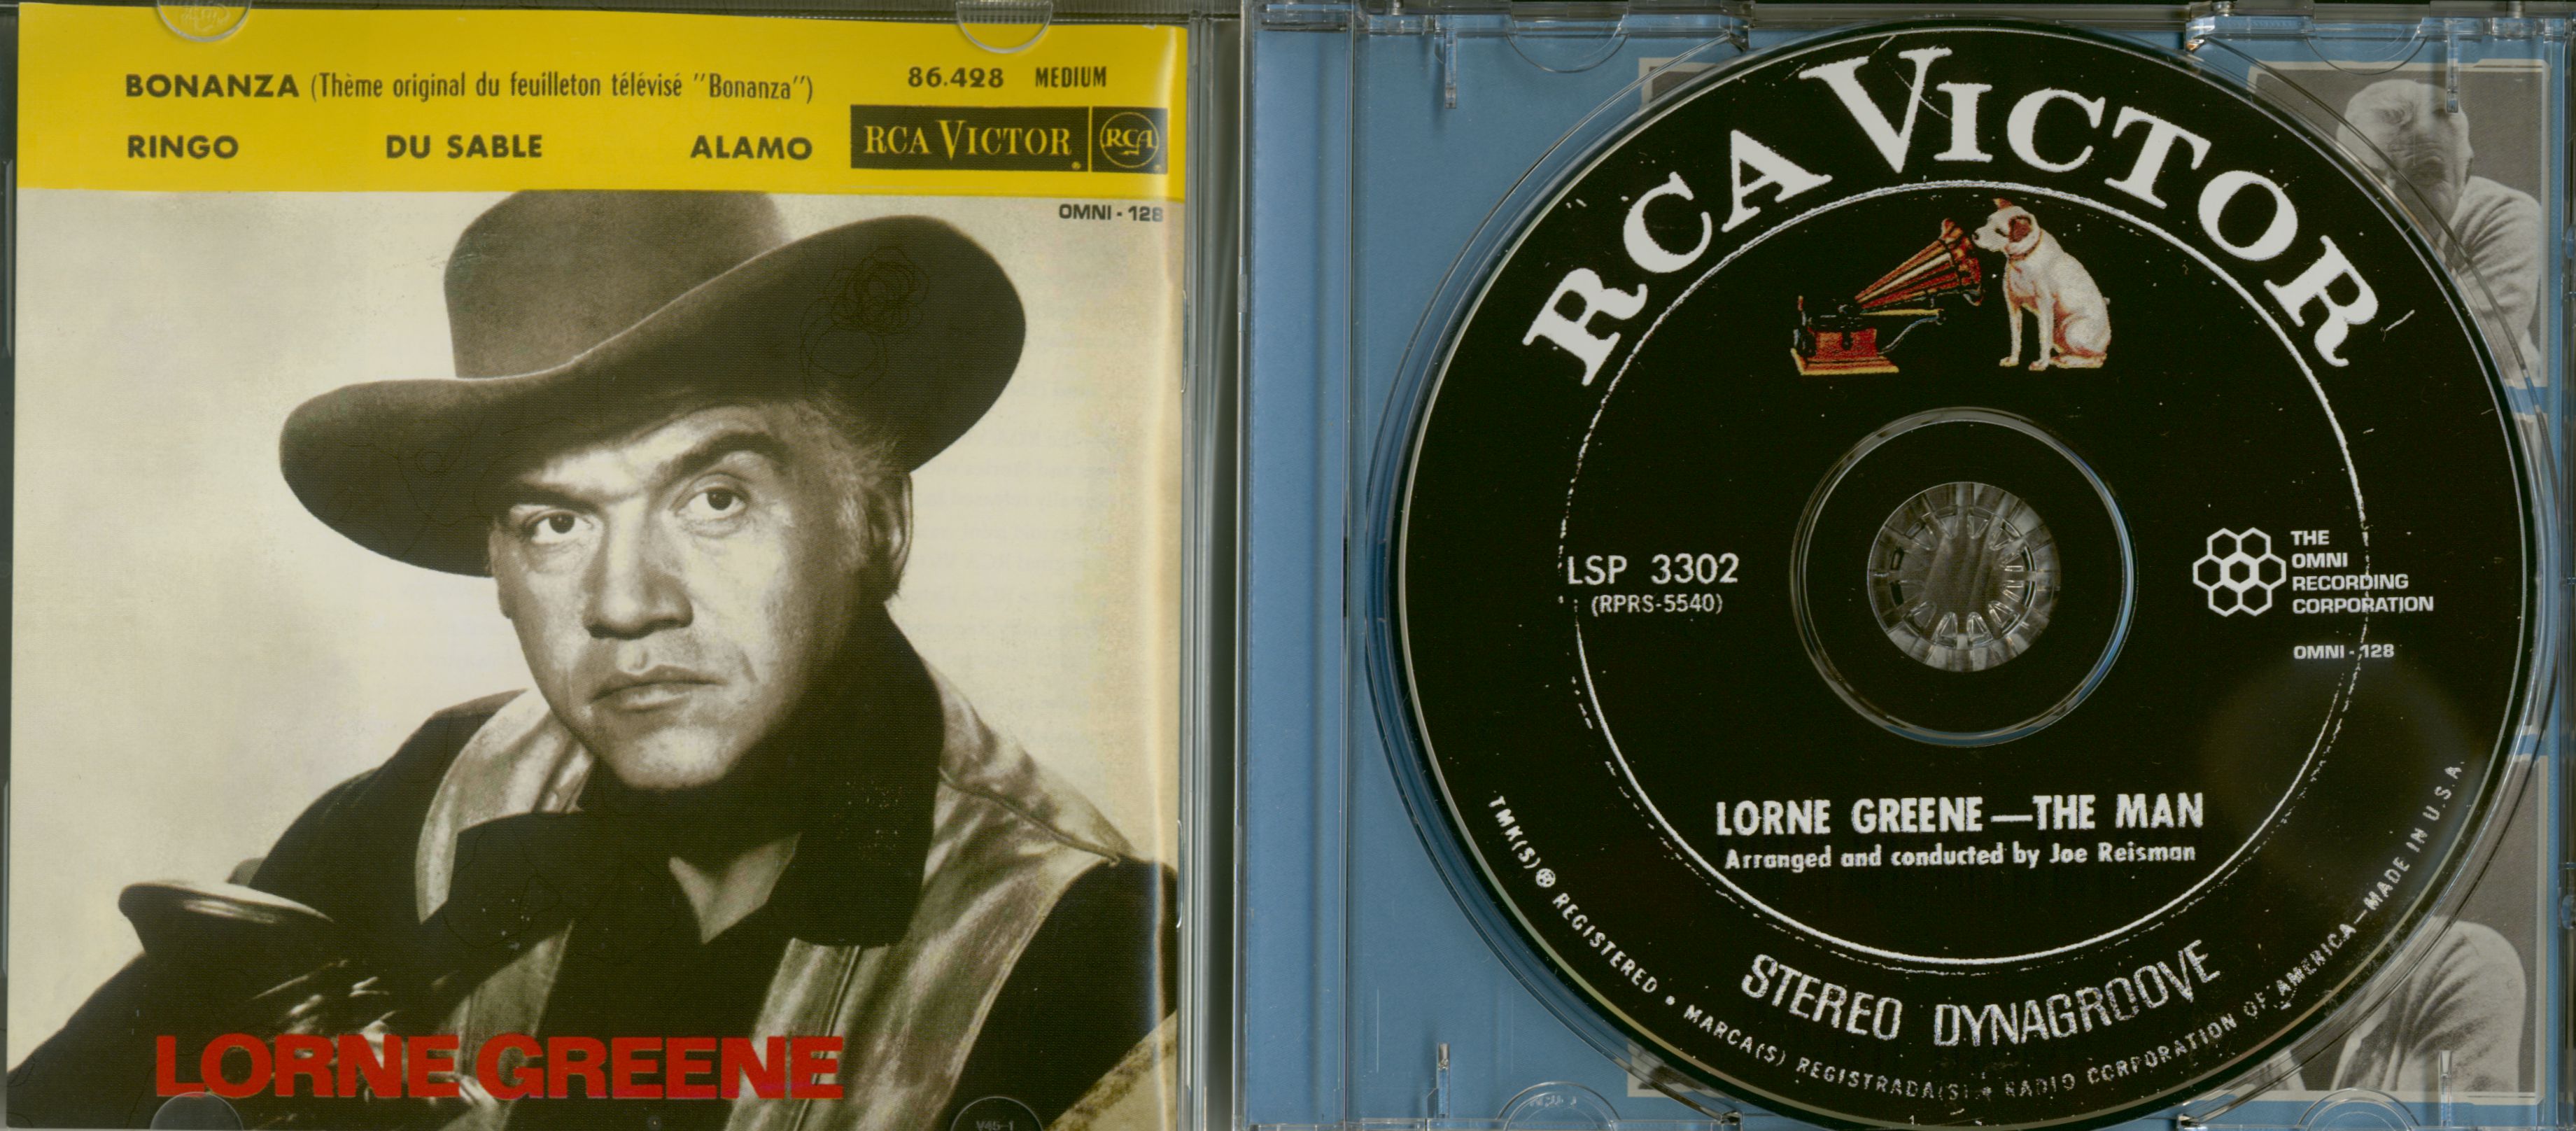 BONANZA (Thème original du feuilleton télévisé "Bonanza")
86.428 MEDIUM
RINGO DU SABLE ALAMO
RCA VICTOR RCA
OMNI - 128
LORNE GREENE
V45-1
RCA VICTOR
LSP 3302
(RPRS-5540)
THE
OMNI
RECORDING
CORPORATION
OMNI - 128
LORNE GREENE—THE MAN
Arranged and conducted by Joe Reisman
STEREO DYNAGROOVE
TMK(S) ® REGISTERED • MARCA(S) REGISTRADA(S) • RADIO CORPORATION OF AMERICA—MADE IN U.S.A.